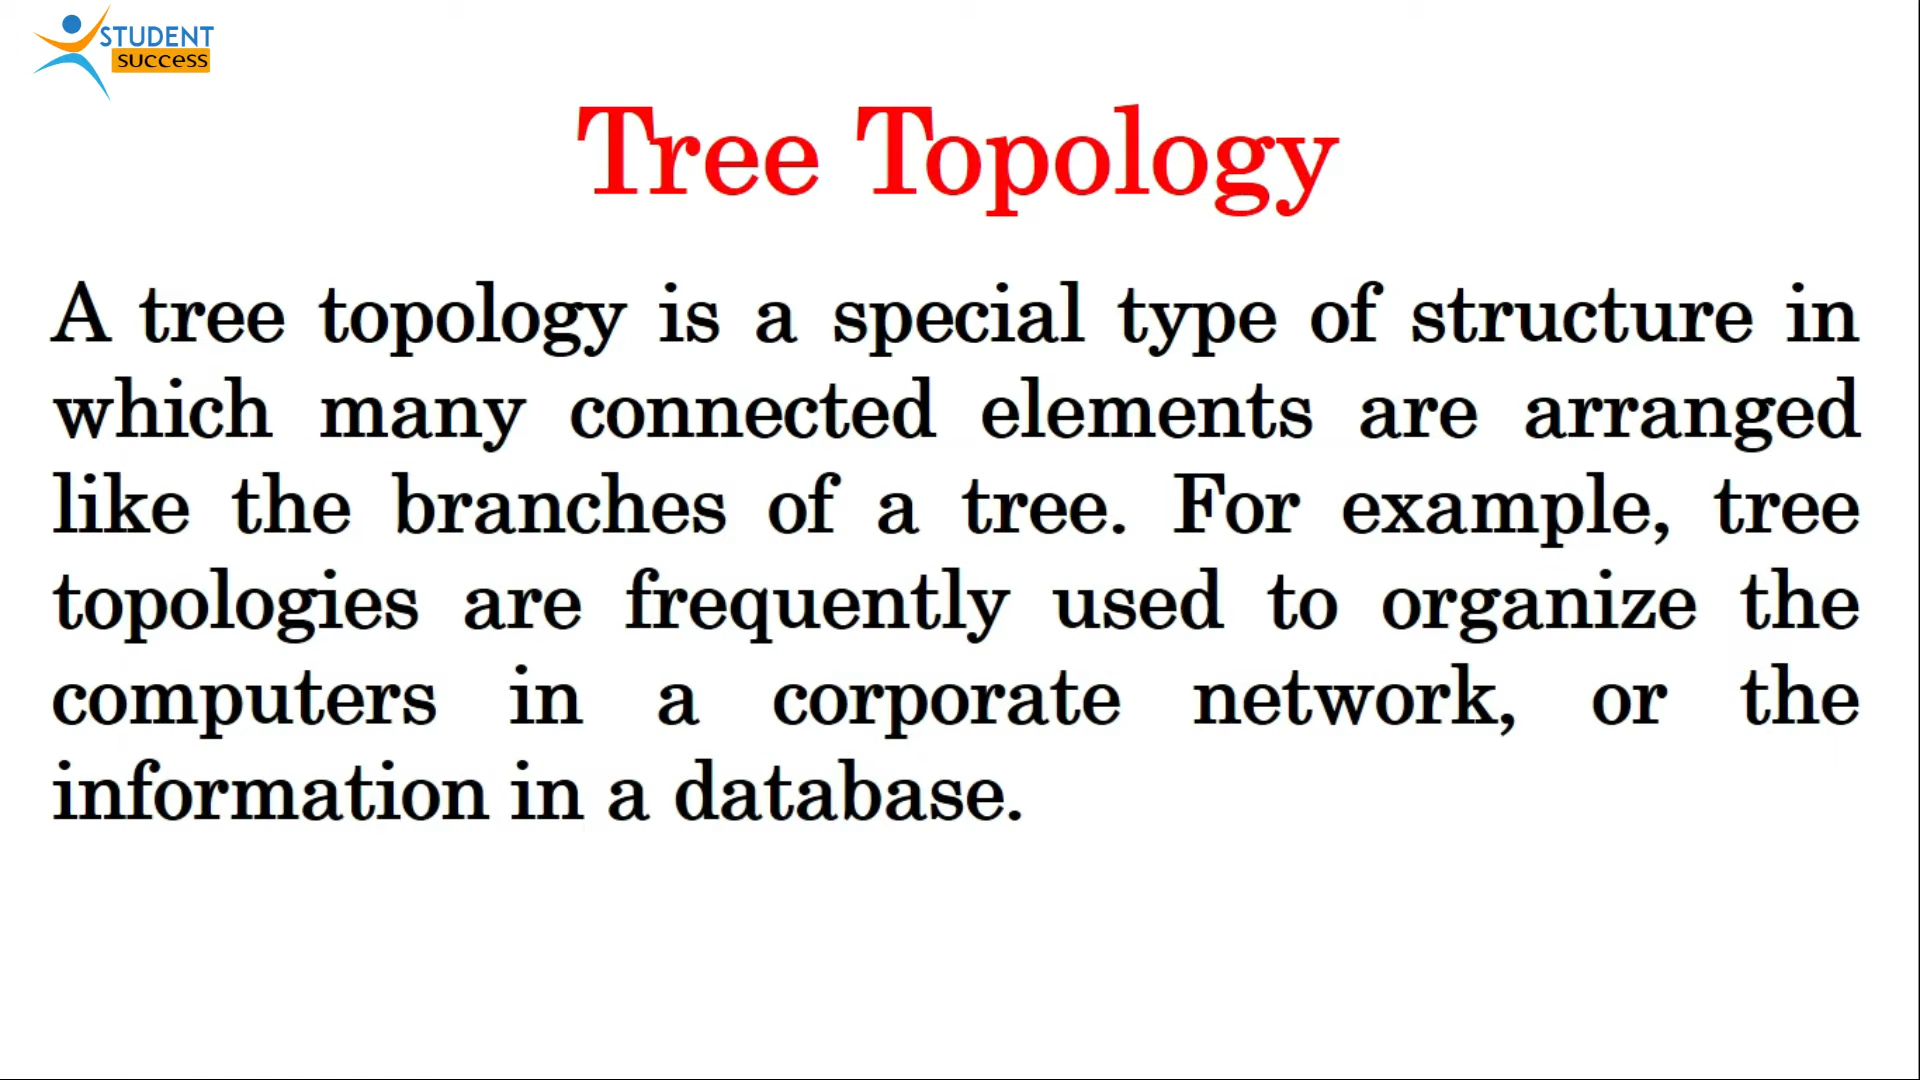 STUDENT
success
Tree Topology
A tree topology is a special type of structure in
which many connected elements are arranged
like the branches of a tree. For example, tree
topologies are frequently used to organize the
computers in a corporate network, or the
information in a database.